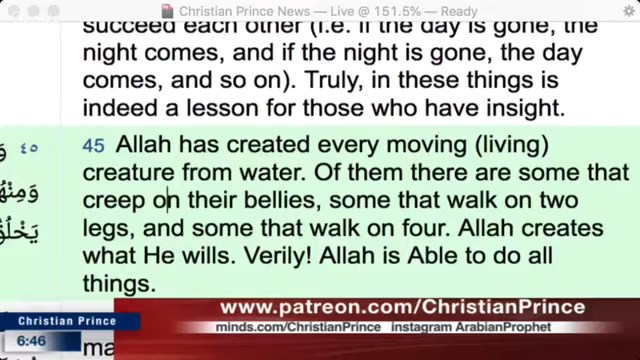 Christian Prince News — Live @ 151.5% — Ready
succeed each other (i.e. if the day is gone, the
night comes, and if the night is gone, the day
comes, and so on). Truly, in these things is
indeed a lesson for those who have insight.
٤٥
45 Allah has created every moving (living)
creature from water. Of them there are some that
creep on their bellies, some that walk on two
legs, and some that walk on four. Allah creates
what He wills. Verily! Allah is Able to do all
things.
www.patreon.com/ChristianPrince
Christian Prince
minds.com/ChristianPrince instagram ArabianProphet
6:46